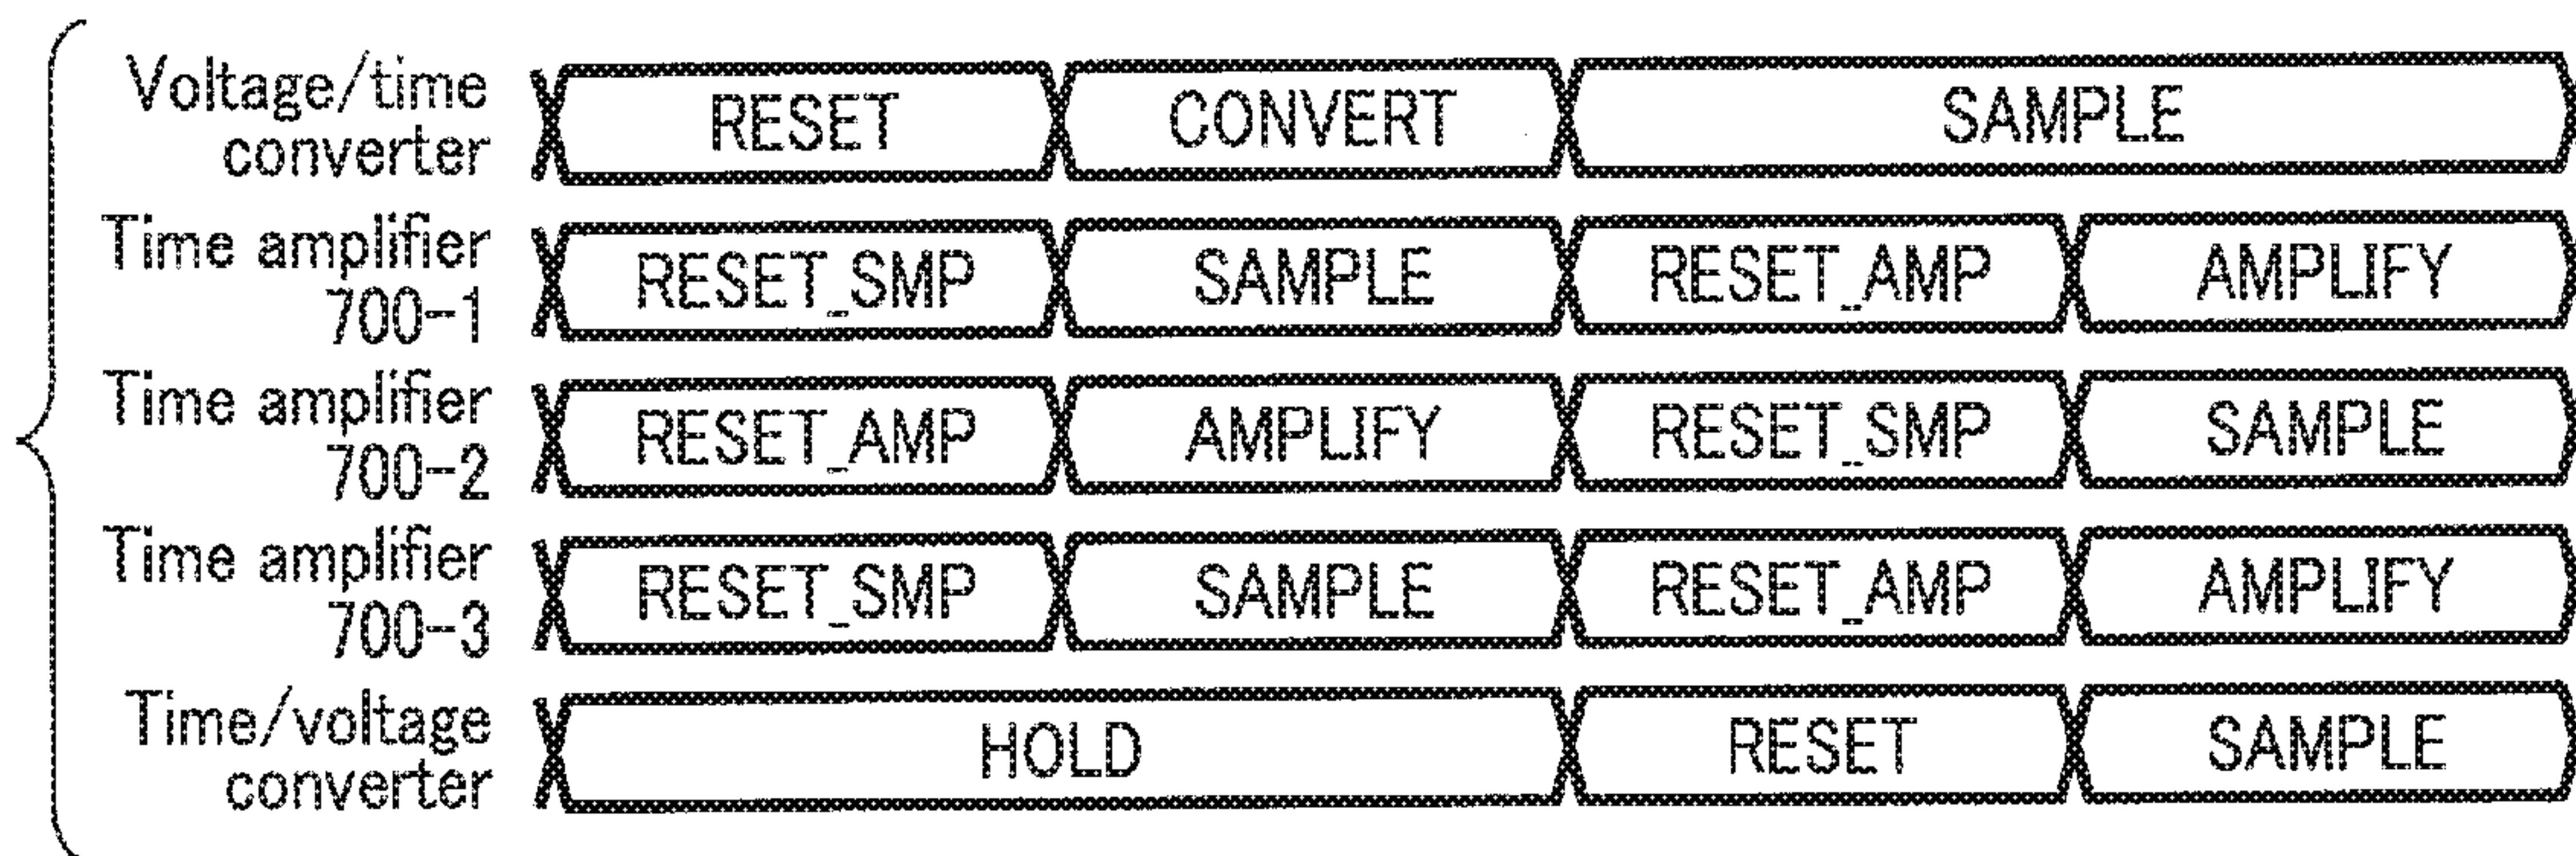 Voltage/time
converter
RESET CONVERT SAMPLE
Time amplifier
700-1
RESET_SMP SAMPLE RESET_AMP AMPLIFY
Time amplifier
700-2
RESET_AMP AMPLIFY RESET_SMP SAMPLE
Time amplifier
700-3
RESET_SMP SAMPLE RESET_AMP AMPLIFY
Time/voltage
converter
HOLD RESET SAMPLE